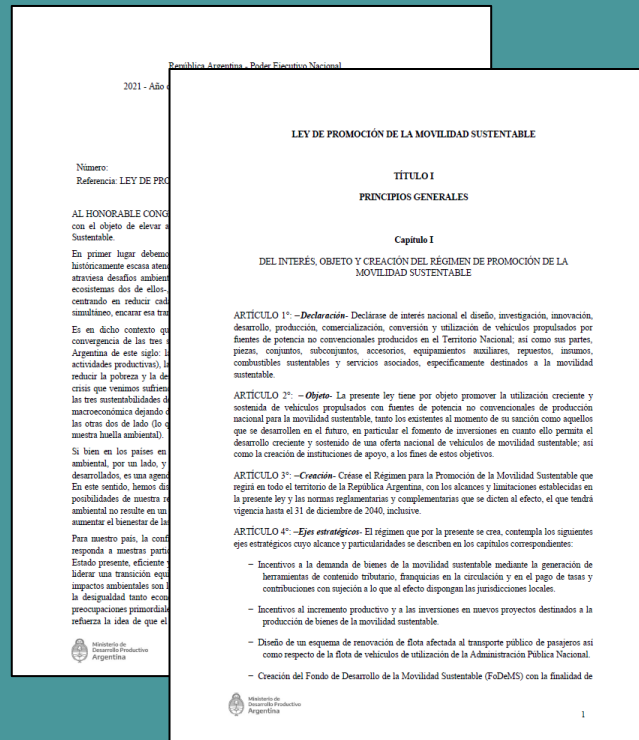 República Argentina - Poder Ejecutivo Nacional
2021 - Año
Número:
Referencia: LEY DE PRO
AL HONORABLE CONG
con el objeto de elevar a
Sustentable.
En primer lugar debemo
históricamente escasa atenc
atraviesa desafíos ambient
ecosistemas dos de ellos-,
centrando en reducir cad
simultáneo, encarar esa tran
Es en dicho contexto qu
convergencia de las tres s
Argentina de este siglo: l
actividades productivas), la
reducir la pobreza y la de
crisis que venimos sufrien
las tres sustentabilidades d
macroeconómica dejando d
las otras dos de lado (lo q
nuestra huella ambiental).
Si bien en los países en
ambiental, por un lado, y
desarrollados, es una agend
En este sentido, hemos dis
posibilidades de nuestra re
ambiental no resulte en un
aumentar el bienestar de las
Para nuestro país, la conf
responda a nuestras partic
Estado presente, eficiente y
liderar una transición equi
impactos ambientales son l
la desigualdad tanto econ
preocupaciones primordiale
refuerza la idea de que el
Ministerio de
Desarrollo Productivo
Argentina
LEY DE PROMOCIÓN DE LA MOVILIDAD SUSTENTABLE
TÍTULO I
PRINCIPIOS GENERALES
Capítulo I
DEL INTERÉS, OBJETO Y CREACIÓN DEL RÉGIMEN DE PROMOCIÓN DE LA
MOVILIDAD SUSTENTABLE
ARTÍCULO 1°: –Declaración- Declárase de interés nacional el diseño, investigación, innovación,
desarrollo, producción, comercialización, conversión y utilización de vehículos propulsados por
fuentes de potencia no convencionales producidos en el Territorio Nacional; así como sus partes,
piezas, conjuntos, subconjuntos, accesorios, equipamientos auxiliares, repuestos, insumos,
combustibles sustentables y servicios asociados, específicamente destinados a la movilidad
sustentable.
ARTÍCULO 2°: –Objeto- La presente ley tiene por objeto promover la utilización creciente y
sostenida de vehículos propulsados con fuentes de potencia no convencionales de producción
nacional para la movilidad sustentable, tanto los existentes al momento de su sanción como aquellos
que se desarrollen en el futuro, en particular el fomento de inversiones en cuanto ello permita el
desarrollo creciente y sostenido de una oferta nacional de vehículos de movilidad sustentable; así
como la creación de instituciones de apoyo, a los fines de estos objetivos.
ARTÍCULO 3°: –Creación- Créase el Régimen para la Promoción de la Movilidad Sustentable que
regirá en todo el territorio de la República Argentina, con los alcances y limitaciones establecidas en
la presente ley y las normas reglamentarias y complementarias que se dicten al efecto, el que tendrá
vigencia hasta el 31 de diciembre de 2040, inclusive.
ARTÍCULO 4°: –Ejes estratégicos- El régimen que por la presente se crea, contempla los siguientes
ejes estratégicos cuyo alcance y particularidades se describen en los capítulos correspondientes:
– Incentivos a la demanda de bienes de la movilidad sustentable mediante la generación de
herramientas de contenido tributario, franquicias en la circulación y en el pago de tasas y
contribuciones con sujeción a lo que al efecto dispongan las jurisdicciones locales.
– Incentivos al incremento productivo y a las inversiones en nuevos proyectos destinados a la
producción de bienes de la movilidad sustentable.
– Diseño de un esquema de renovación de flota afectada al transporte público de pasajeros así
como respecto de la flota de vehículos de utilización de la Administración Pública Nacional.
– Creación del Fondo de Desarrollo de la Movilidad Sustentable (FoDeMS) con la finalidad de
Ministerio de
Desarrollo Productivo
Argentina
1